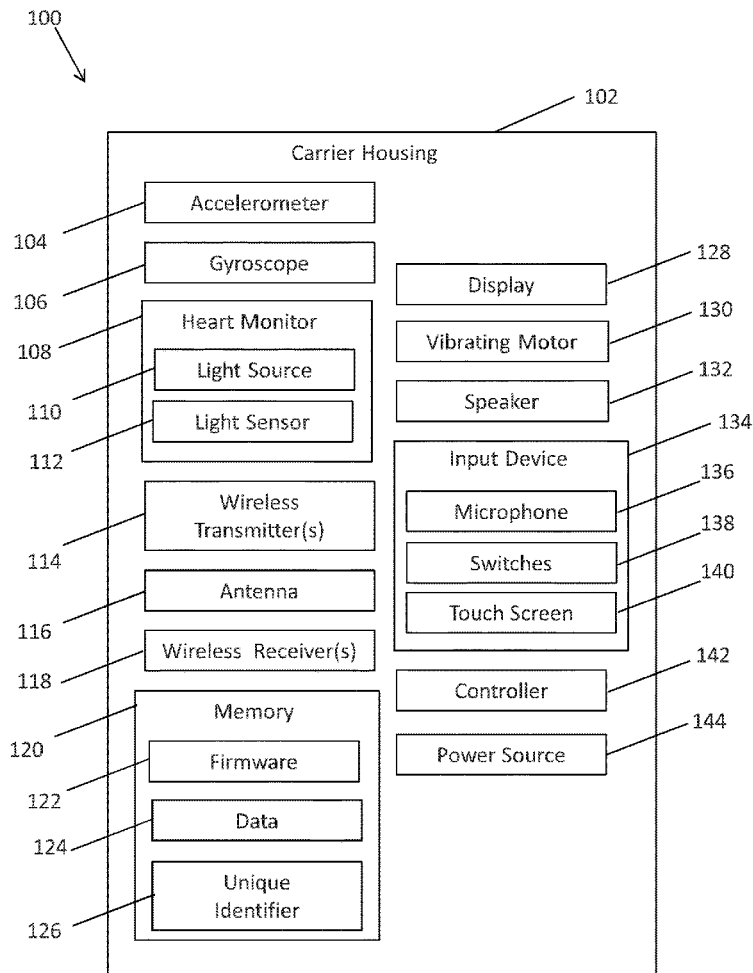 100
102
Carrier Housing
Accelerometer
104
Gyroscope
106
Heart Monitor
108
Light Source
110
Light Sensor
112
Wireless
Transmitter(s)
114
Antenna
116
Wireless Receiver(s)
118
Memory
120
Firmware
122
Data
124
Unique
Identifier
126
Display
128
Vibrating Motor
130
Speaker
132
Input Device
134
Microphone
136
Switches
138
Touch Screen
140
Controller
142
Power Source
144